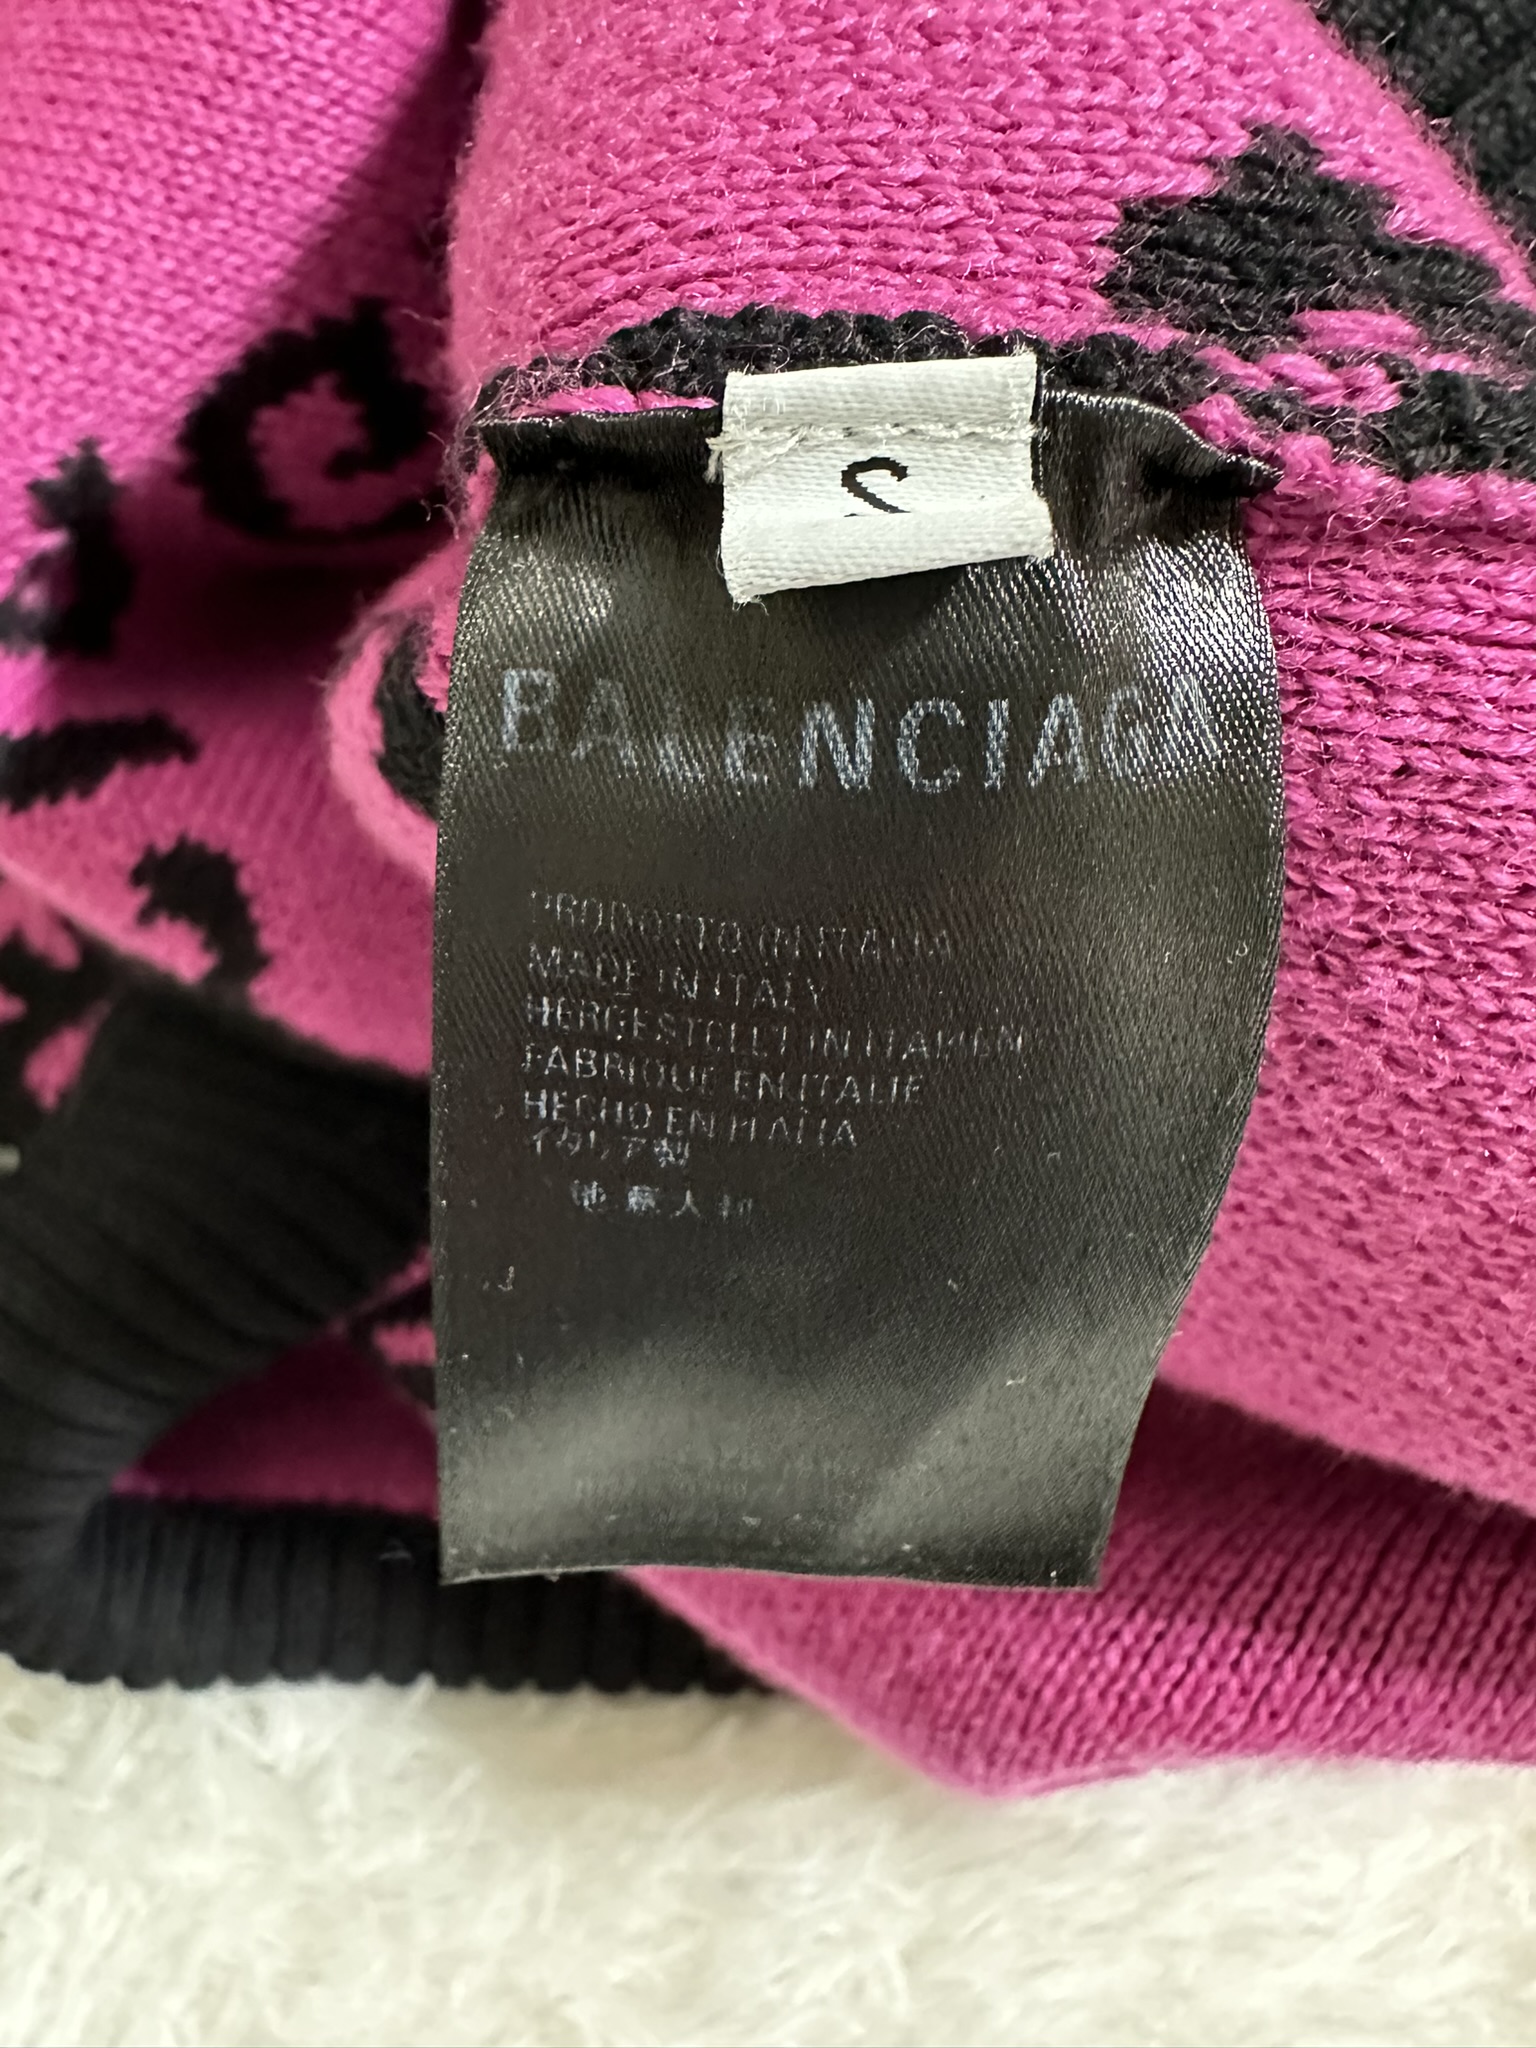 2
BALENCIAGA
PRODOTTO IN ITALIA
MADE IN ITALY
HERGESTELLT IN ITALIEN
FABRIQUE EN ITALIE
HECHO EN ITALIA
イタリア製